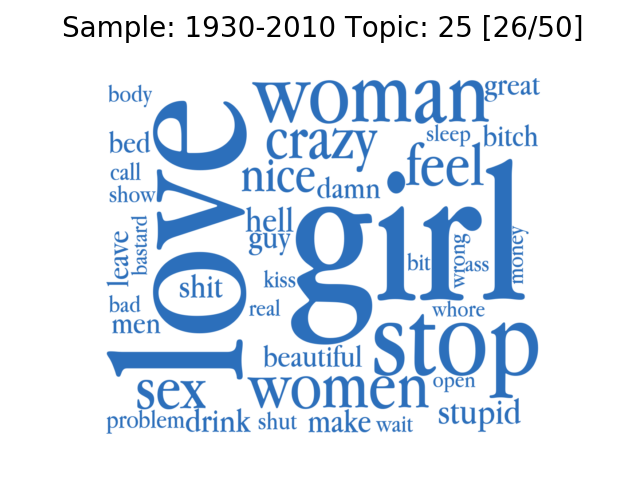 Sample: 1930-2010 Topic: 25 [26/50]
body
love
woman
great
crazy
sleep
bitch
bed
call
show
nice
damn
feel
hell
guy
girl
leave
bastard
shit
kiss
real
bit
wrong
ass
money
bad
men
whore
stop
beautiful
sex
women
open
problem
drink
shut
make
wait
stupid